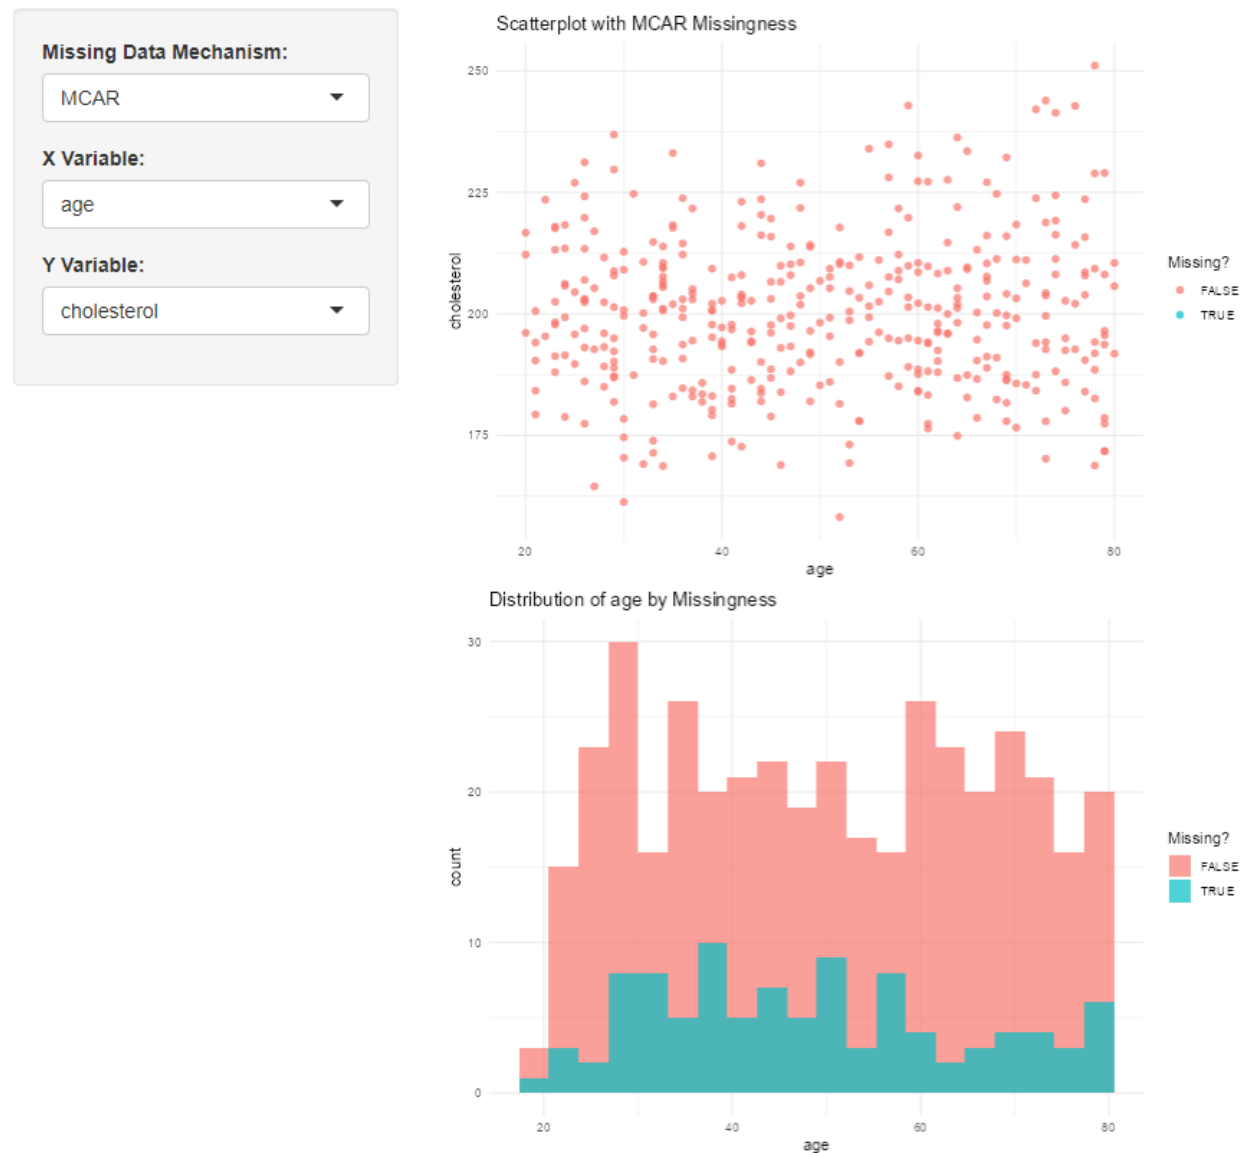 Missing Data Mechanism:
MCAR
X Variable:
age
Y Variable:
cholesterol
Scatterplot with MCAR Missingness
250
225
200
175
cholesterol
20 40 60 80
age
Missing?
FALSE
TRUE
Distribution of age by Missingness
30
20
10
0
count
20 40 60 80
age
Missing?
FALSE
TRUE